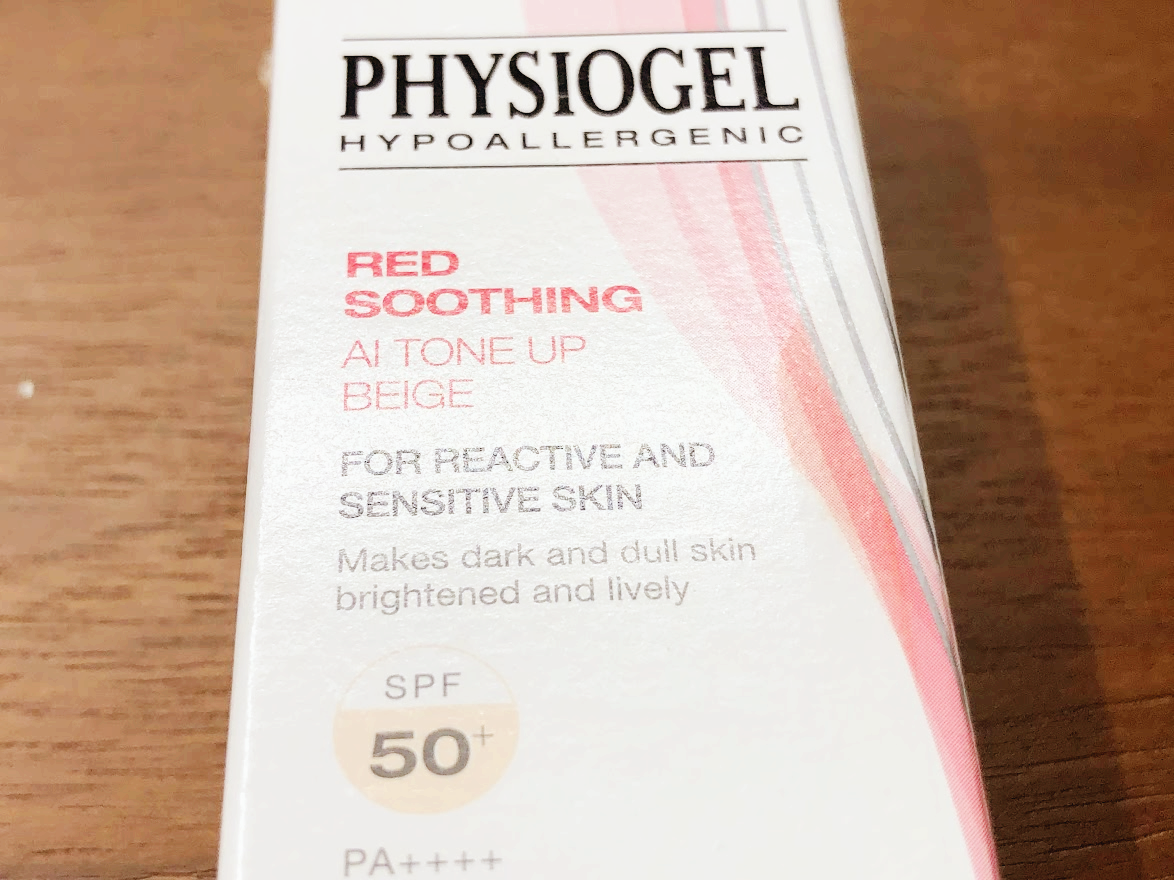 PHYSIOGEL
HYPOALLERGENIC
RED
SOOTHING
AI TONE UP
BEIGE
FOR REACTIVE AND
SENSITIVE SKIN
Makes dark and dull skin
brightened and lively
SPF
50+
PA++++